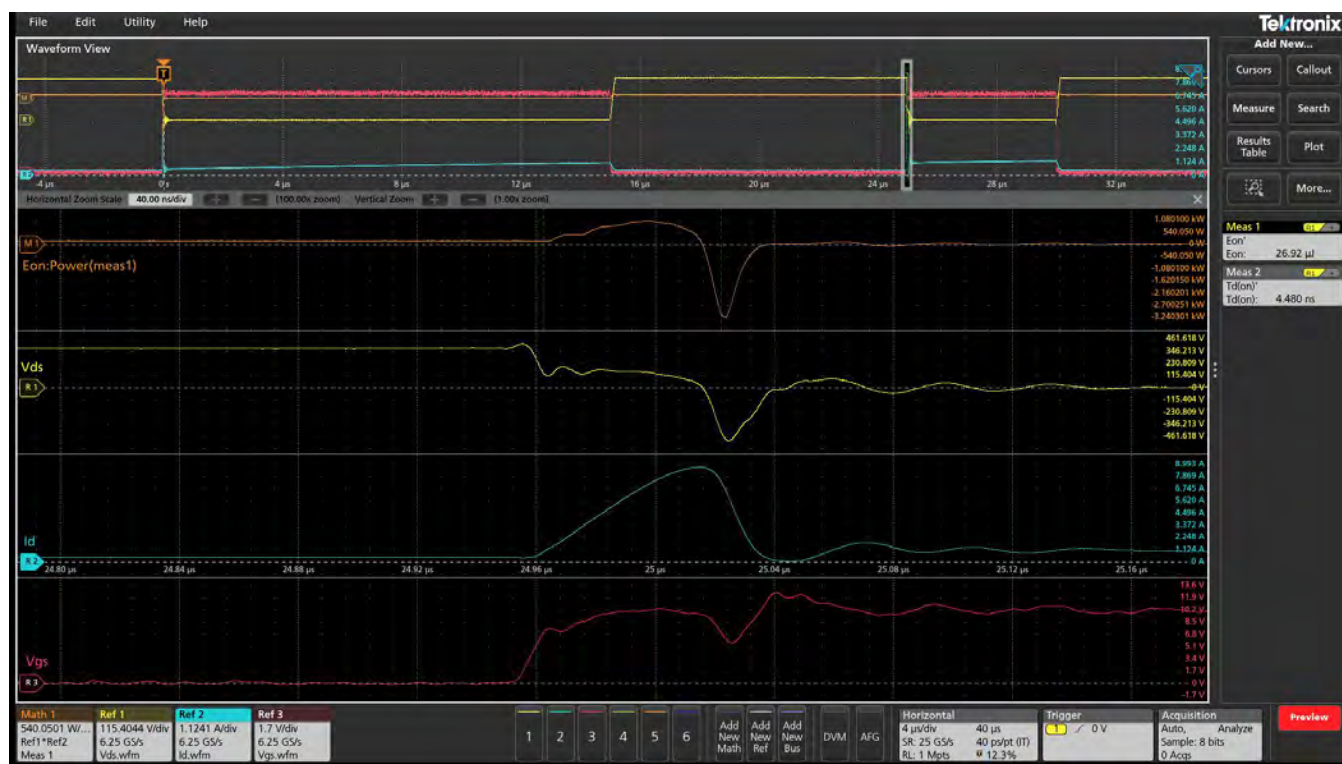 File Edit Utility Help
Tektronix
Waveform View
Add New...
Cursors Callout
Measure Search
Results Table Plot
More...
T
M1
R1
6.745 A
5.620 A
4.496 A
3.372 A
2.248 A
1.124 A
-4 µs 0 s 4 µs 8 µs 12 µs 16 µs 20 µs 24 µs 28 µs 32 µs
Horizontal Zoom Scale 40.00 ns/div (100.00x zoom) Vertical Zoom (1.00x zoom)
M 1
Eon:Power(meas1)
1.080100 kW
540.050 W
0 W
-540.050 W
-1.080100 kW
-1.620150 kW
-2.160201 kW
-2.700251 kW
-3.240301 kW
Vds
R 1
461.618 V
346.213 V
230.809 V
115.404 V
0 V
-115.404 V
-230.809 V
-346.213 V
-461.618 V
Id
R 2
8.993 A
7.869 A
6.745 A
5.620 A
4.496 A
3.372 A
2.248 A
1.124 A
0 A
24.80 µs 24.84 µs 24.88 µs 24.92 µs 24.96 µs 25 µs 25.04 µs 25.08 µs 25.12 µs 25.16 µs
Vgs
R 3
13.6 V
11.9 V
10.2 V
8.5 V
6.8 V
5.1 V
3.4 V
1.7 V
0 V
-1.7 V
Meas 1
Eon'
Eon: 26.92 µJ
Meas 2
Td(on)'
Td(on): 4.480 ns
Math 1
540.0501 W/...
Ref1*Ref2
Meas 1
Ref 1
115.4044 V/div
6.25 GS/s
Vds.wfm
Ref 2
1.1241 A/div
6.25 GS/s
Id.wfm
Ref 3
1.7 V/div
6.25 GS/s
Vgs.wfm
1 2 3 4 5 6
Add New Math
Add New Ref
Add New Bus
DVM AFG
Horizontal
4 µs/div 40 µs
SR: 25 GS/s 40 ps/pt (IT)
RL: 1 Mpts 12.3%
Trigger
1 0 V
Acquisition
Auto, Analyze
Sample: 8 bits
0 Acqs
Preview